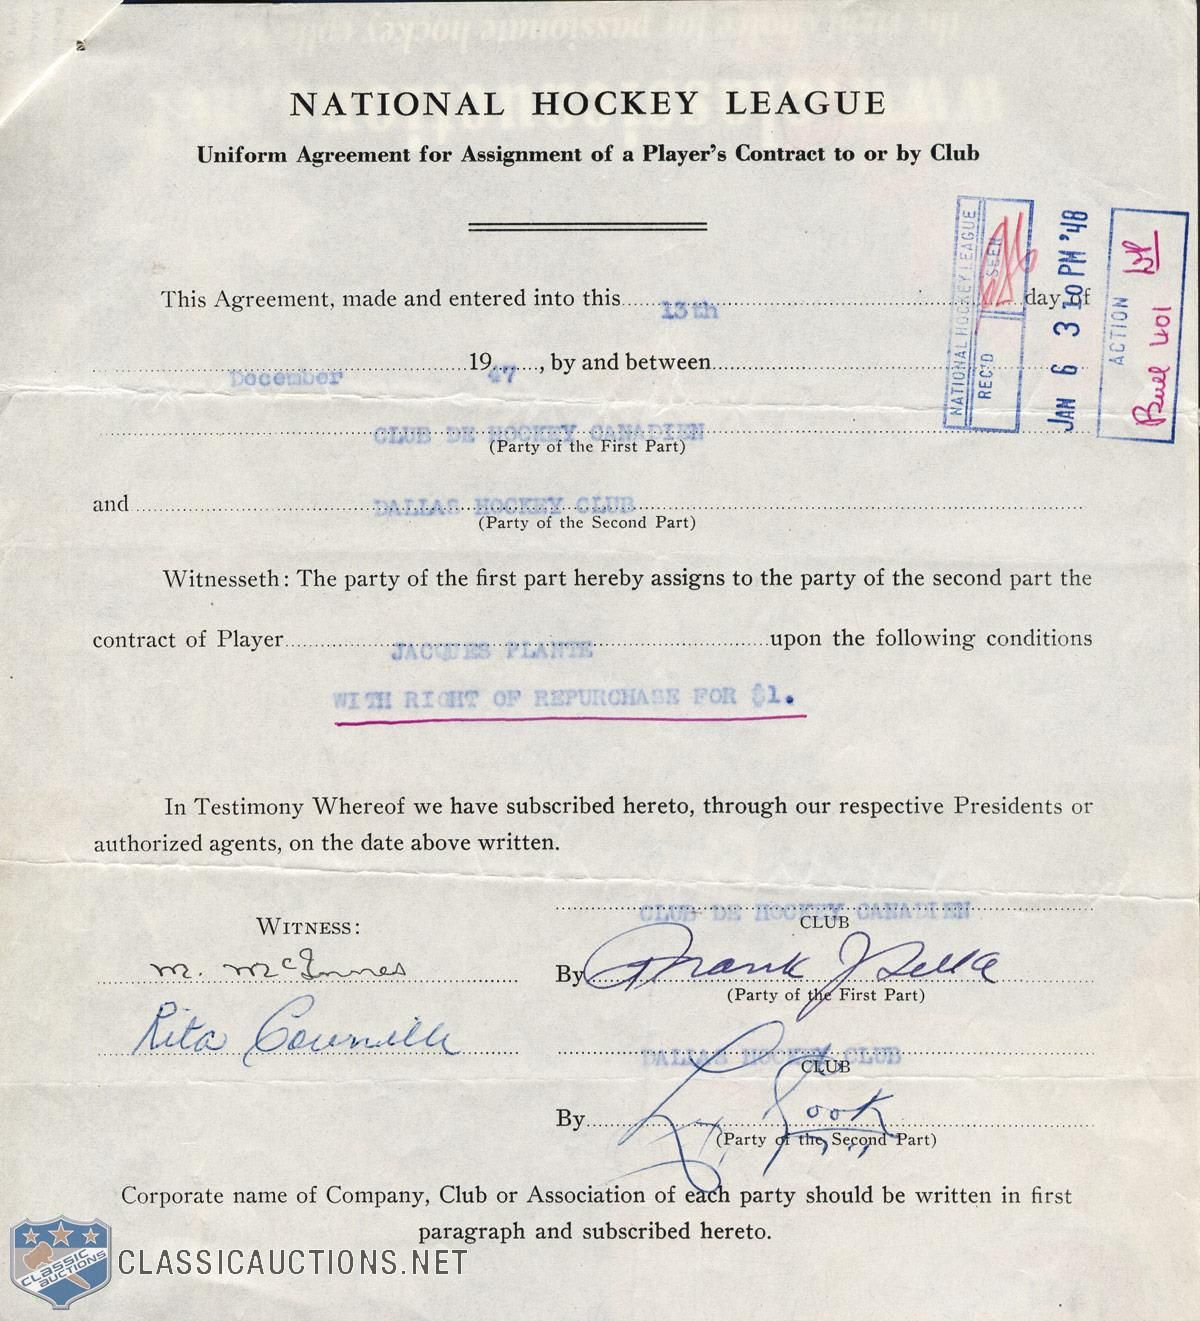 NATIONAL HOCKEY LEAGUE
Uniform Agreement for Assignment of a Player's Contract to or by Club
NATIONAL HOCKEY LEAGUE
REC'D SEEN
JAN 6 3 10 PM '48
ACTION
This Agreement, made and entered into this 13th day of
December 1947, by and between
CLUB DE HOCKEY CANADIEN
(Party of the First Part)
and DALLAS HOCKEY CLUB
(Party of the Second Part)
Witnesseth: The party of the first part hereby assigns to the party of the second part the
contract of Player JACQUES PLANTE upon the following conditions
WITH RIGHT OF REPURCHASE FOR $1.
In Testimony Whereof we have subscribed hereto, through our respective Presidents or
authorized agents, on the date above written.
CLUB DE HOCKEY CANADIEN
WITNESS: CLUB
M. McInnes By Frank J Selke
(Party of the First Part)
Rita
DALLAS HOCKEY CLUB
CLUB
By
(Party of the Second Part)
Corporate name of Company, Club or Association of each party should be written in first
paragraph and subscribed hereto.
CLASSIC AUCTIONS
CLASSICAUCTIONS.NET